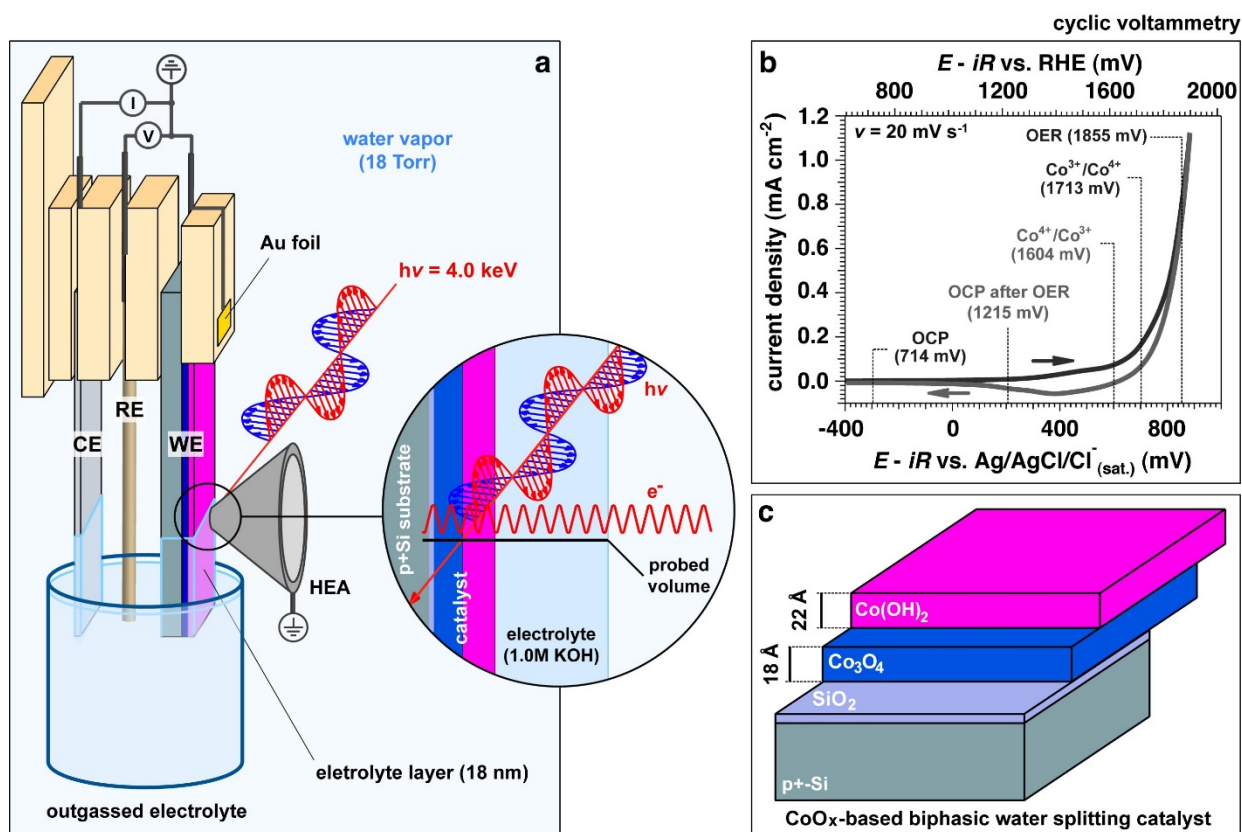 cyclic voltammetry
a
I
V
water vapor
(18 Torr)
Au foil
hν = 4.0 keV
RE
CE
WE
HEA
hν
e-
p+Si substrate
catalyst
probed
volume
electrolyte
(1.0M KOH)
eletrolyte layer (18 nm)
outgassed electrolyte
b
E - iR vs. RHE (mV)
800 1200 1600 2000
1.2
1.0
0.8
0.6
0.4
0.2
0.0
current density (mA cm⁻²)
ν = 20 mV s⁻¹
OER (1855 mV)
Co³⁺/Co⁴⁺
(1713 mV)
Co⁴⁺/Co³⁺
(1604 mV)
OCP after OER
(1215 mV)
OCP
(714 mV)
-400 0 400 800
E - iR vs. Ag/AgCl/Cl⁻(sat.) (mV)
c
22 Å
Co(OH)₂
18 Å
Co₃O₄
SiO₂
p+-Si
CoOₓ-based biphasic water splitting catalyst